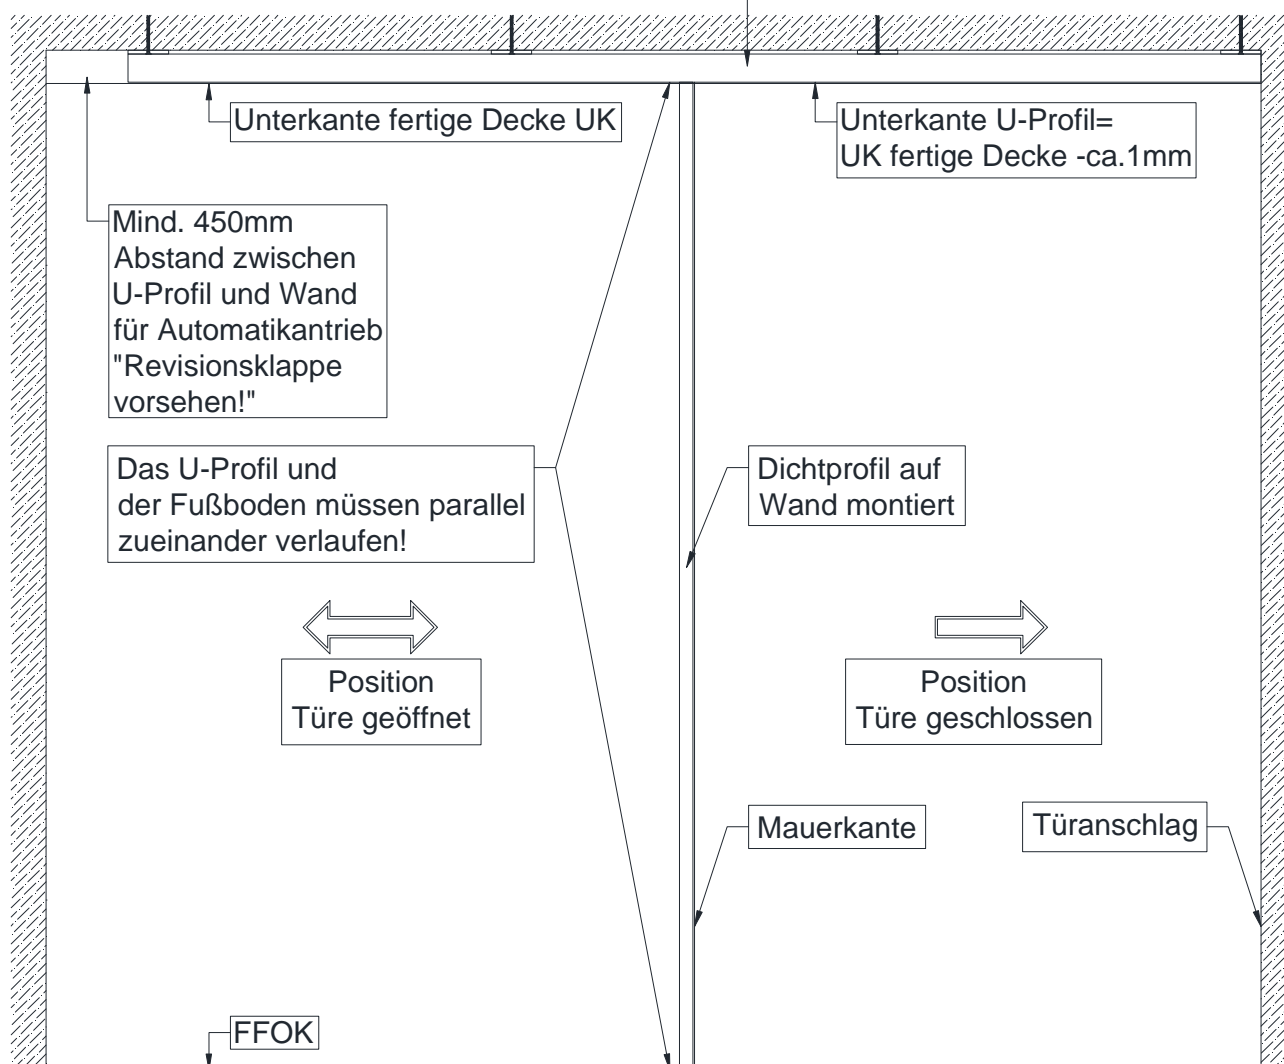 Unterkante fertige Decke UK
Unterkante U-Profil=
UK fertige Decke -ca.1mm
Mind. 450mm
Abstand zwischen
U-Profil und Wand
für Automatikantrieb
"Revisionsklappe
vorsehen!"
Das U-Profil und
der Fußboden müssen parallel
zueinander verlaufen!
Dichtprofil auf
Wand montiert
Position
Türe geöffnet
Position
Türe geschlossen
Mauerkante
Türanschlag
FFOK